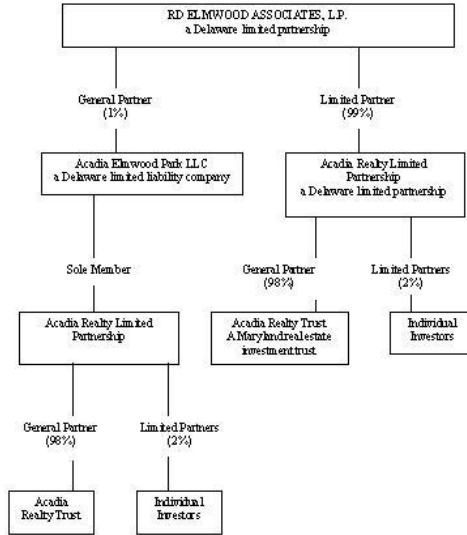 RD ELMWOOD ASSOCIATES, L.P.
a Delaware limited partnership
General Partner
(1%)
Limited Partner
(99%)
Acadia Elmwood Park LLC
a Delaware limited liability company
Acadia Realty Limited
Partnership
a Delaware limited partnership
Sole Member
General Partner
(98%)
Limited Partners
(2%)
Acadia Realty Limited
Partnership
Acadia Realty Trust
A Maryland real estate
investment trust
Individual
Investors
General Partner
(98%)
Limited Partners
(2%)
Acadia
Realty Trust
Individual
Investors